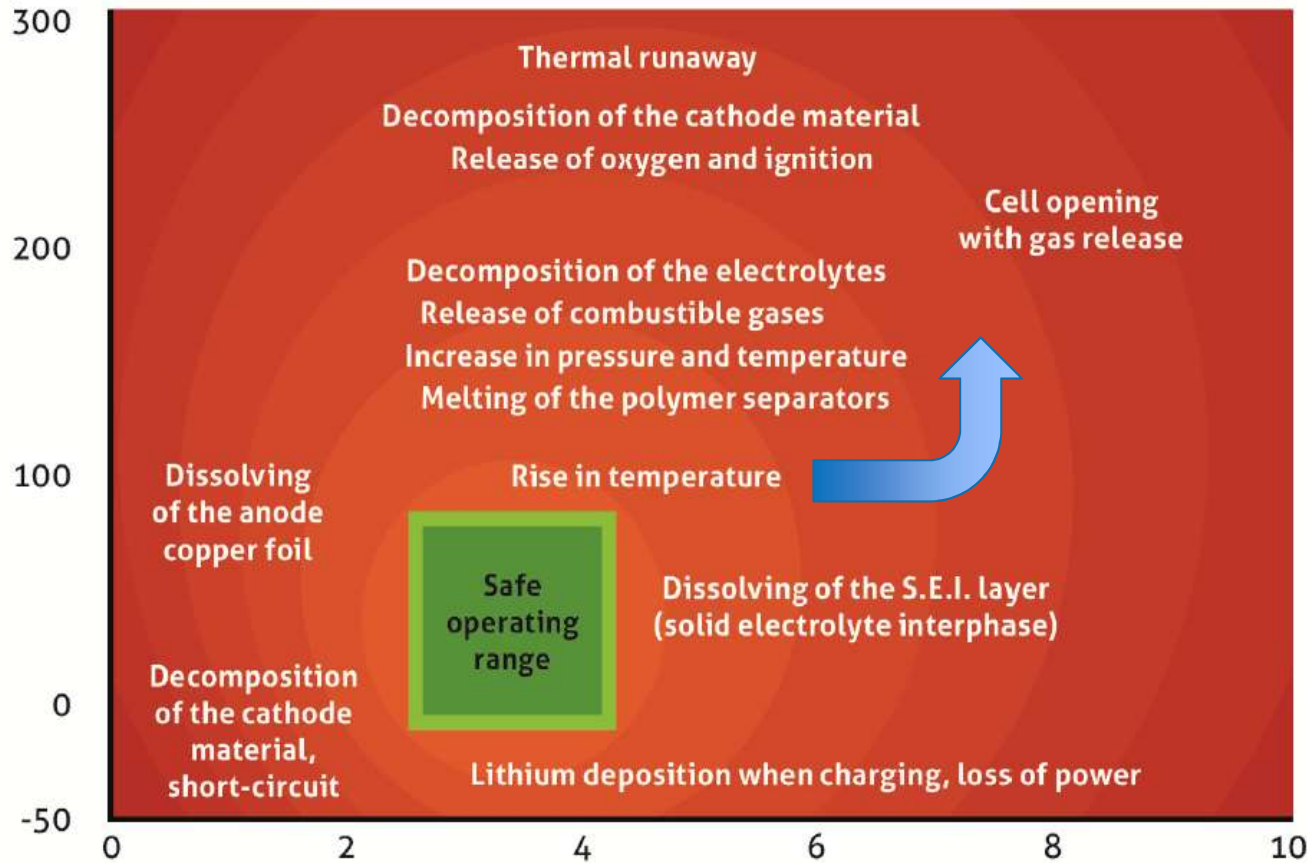 300
Thermal runaway
Decomposition of the cathode material
Release of oxygen and ignition
Cell opening
with gas release
200
Decomposition of the electrolytes
Release of combustible gases
Increase in pressure and temperature
Melting of the polymer separators
100
Rise in temperature
Dissolving
of the anode
copper foil
Safe
operating
range
Dissolving of the S.E.I. layer
(solid electrolyte interphase)
0
Decomposition
of the cathode
material,
short-circuit
Lithium deposition when charging, loss of power
-50
0
2
4
6
8
10